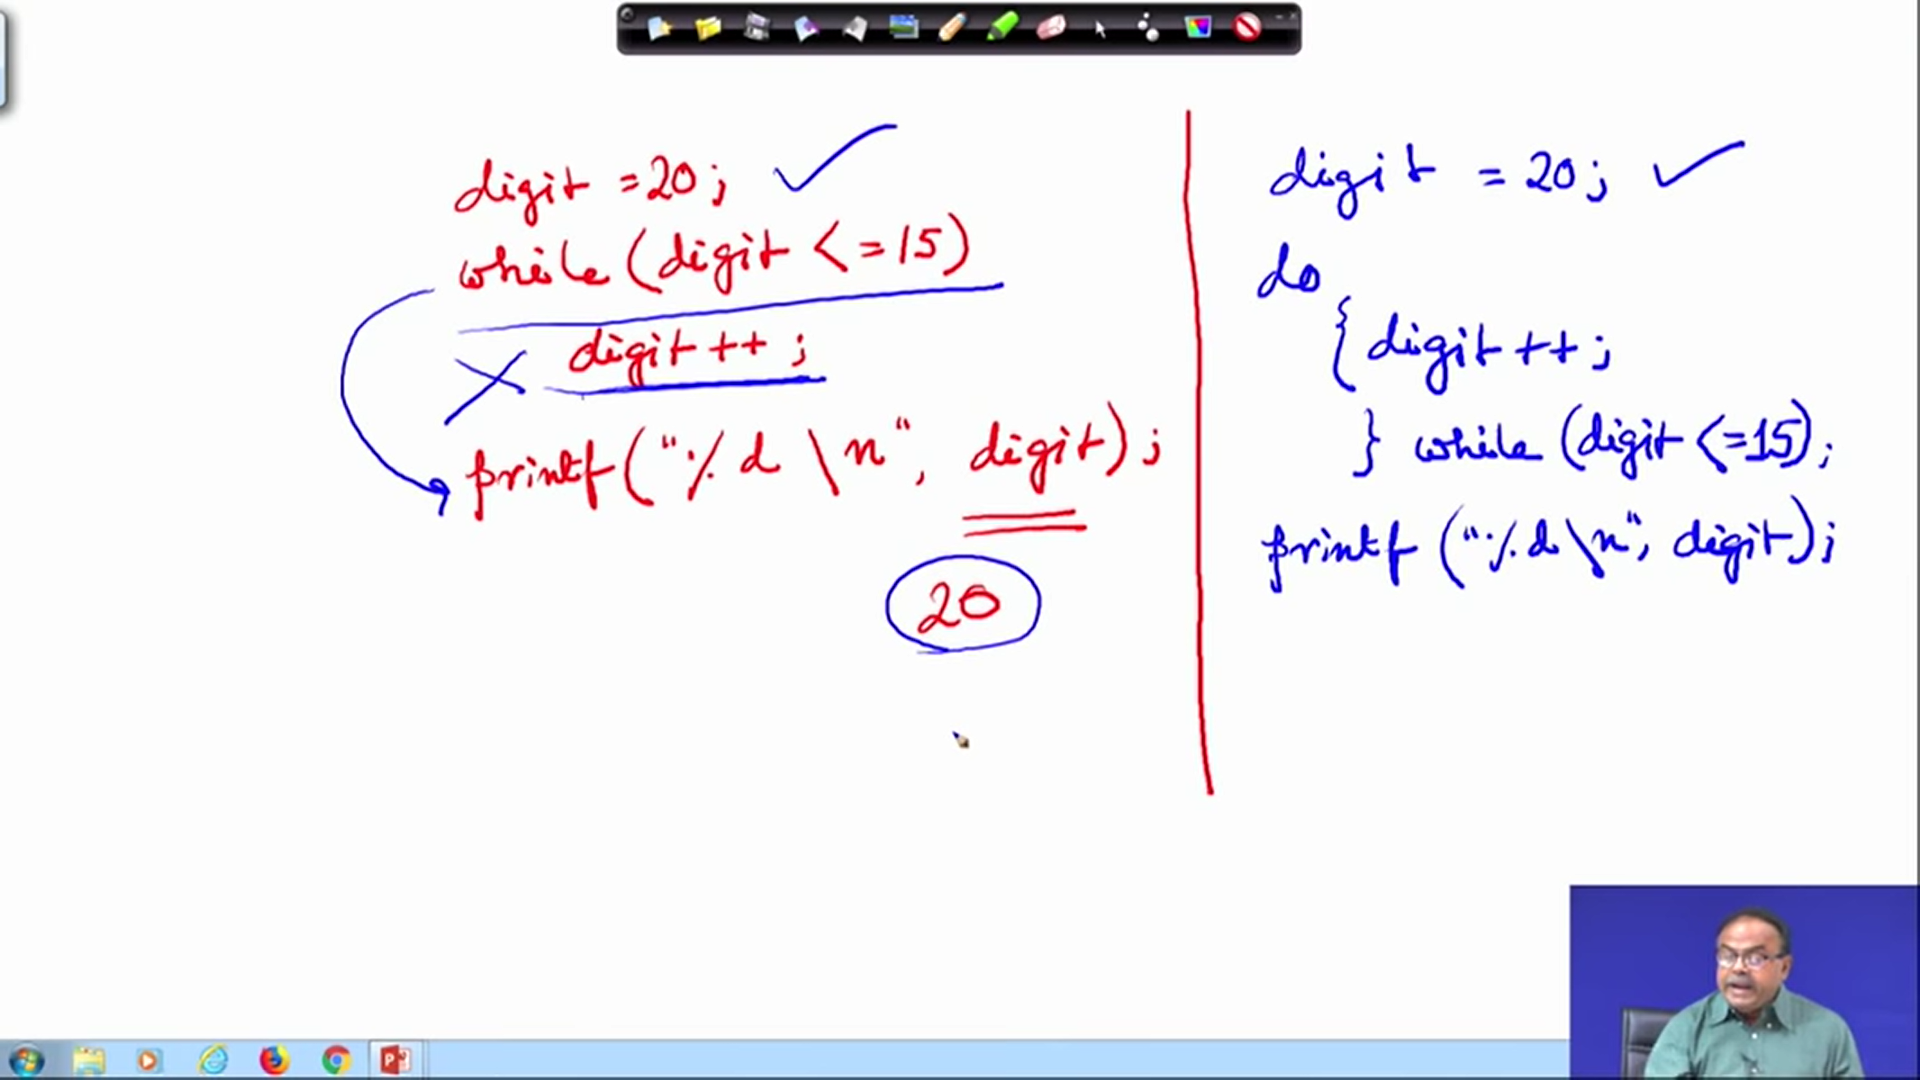 digit =20;
while (digit <=15)
digit ++;
printf("%d \n", digit);
20
digit = 20;
do
{ digit ++;
} while (digit <=15);
printf ("%d\n", digit);